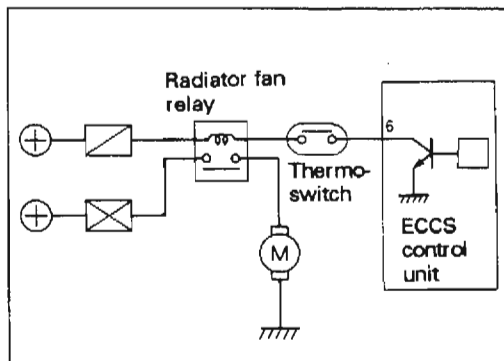 Radiator fan
relay
6
Thermo-
switch
M
ECCS
control
unit